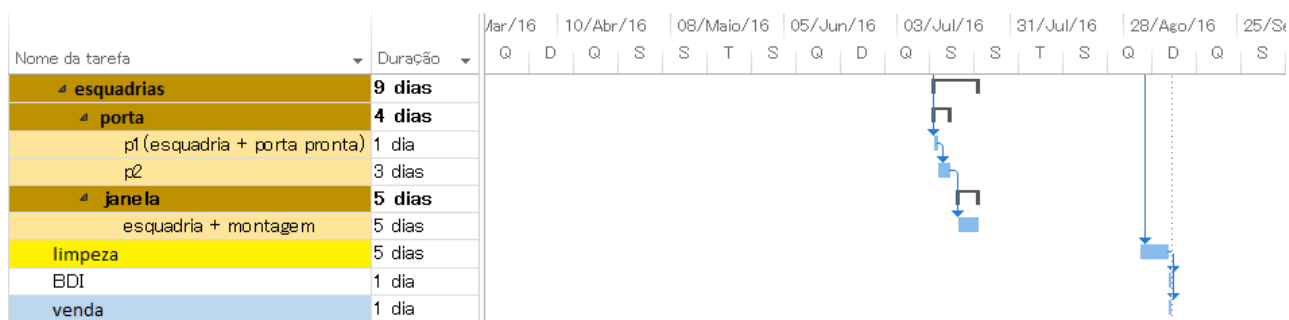 Mar/16 10/Abr/16 08/Maio/16 05/Jun/16 03/Jul/16 31/Jul/16 28/Ago/16 25/Se
Nome da tarefa Duração Q D Q S S T S Q D Q S S T S Q D Q S
esquadrias 9 dias
porta 4 dias
p1(esquadria + porta pronta) 1 dia
p2 3 dias
janela 5 dias
esquadria + montagem 5 dias
limpeza 5 dias
BDI 1 dia
venda 1 dia